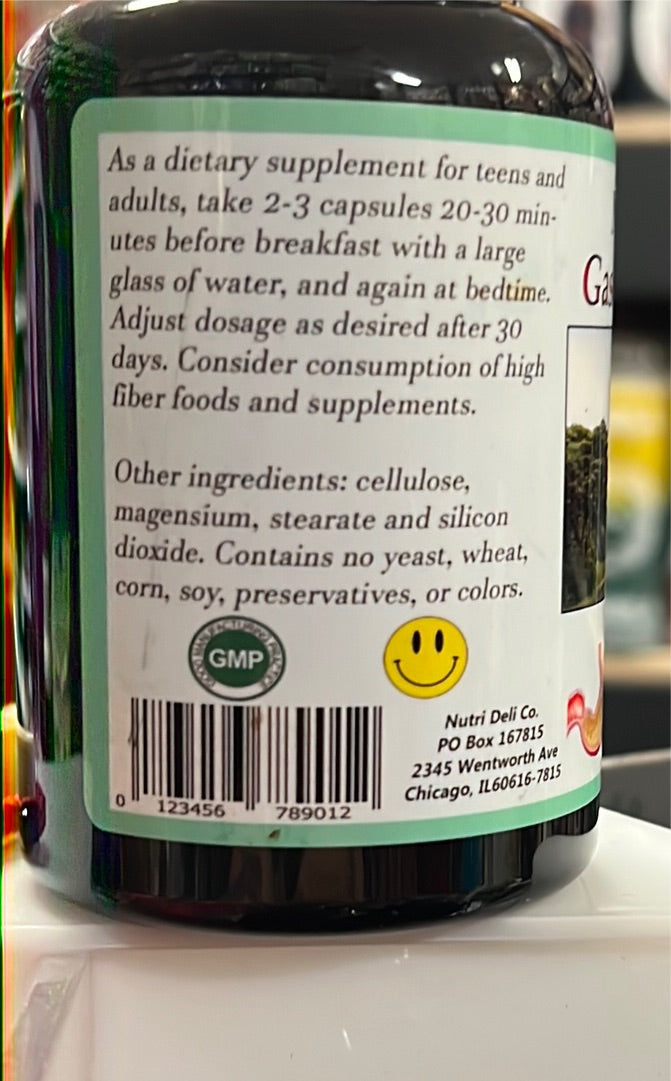 As a dietary supplement for teens and
adults, take 2-3 capsules 20-30 min-
utes before breakfast with a large
glass of water, and again at bedtime.
Adjust dosage as desired after 30
days. Consider consumption of high
fiber foods and supplements.
Other ingredients: cellulose,
magensium, stearate and silicon
dioxide. Contains no yeast, wheat,
corn, soy, preservatives, or colors.
GOOD MANUFACTURING PRACTICE
GMP
Nutri Deli Co.
PO Box 167815
2345 Wentworth Ave
Chicago, IL60616-7815
0 123456 789012